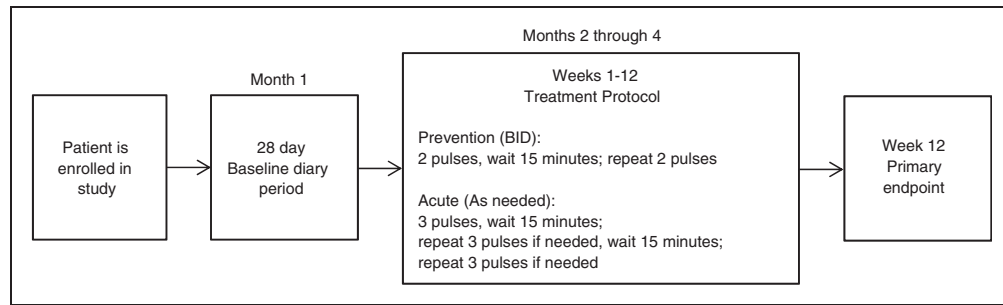 Months 2 through 4
Month 1
Patient is
enrolled in
study
28 day
Baseline diary
period
Weeks 1-12
Treatment Protocol
Prevention (BID):
2 pulses, wait 15 minutes; repeat 2 pulses
Acute (As needed):
3 pulses, wait 15 minutes;
repeat 3 pulses if needed, wait 15 minutes;
repeat 3 pulses if needed
Week 12
Primary
endpoint